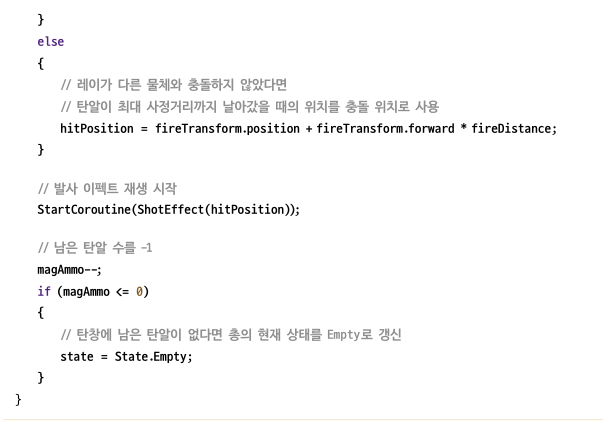 }
else
{
// 레이가 다른 물체와 충돌하지 않았다면
// 탄알이 최대 사정거리까지 날아갔을 때의 위치를 충돌 위치로 사용
hitPosition = fireTransform.position + fireTransform.forward * fireDistance;
}
// 발사 이펙트 재생 시작
StartCoroutine(ShotEffect(hitPosition));
// 남은 탄알 수를 -1
magAmmo--;
if (magAmmo <= 0)
{
// 탄창에 남은 탄알이 없다면 총의 현재 상태를 Empty로 갱신
state = State.Empty;
}
}